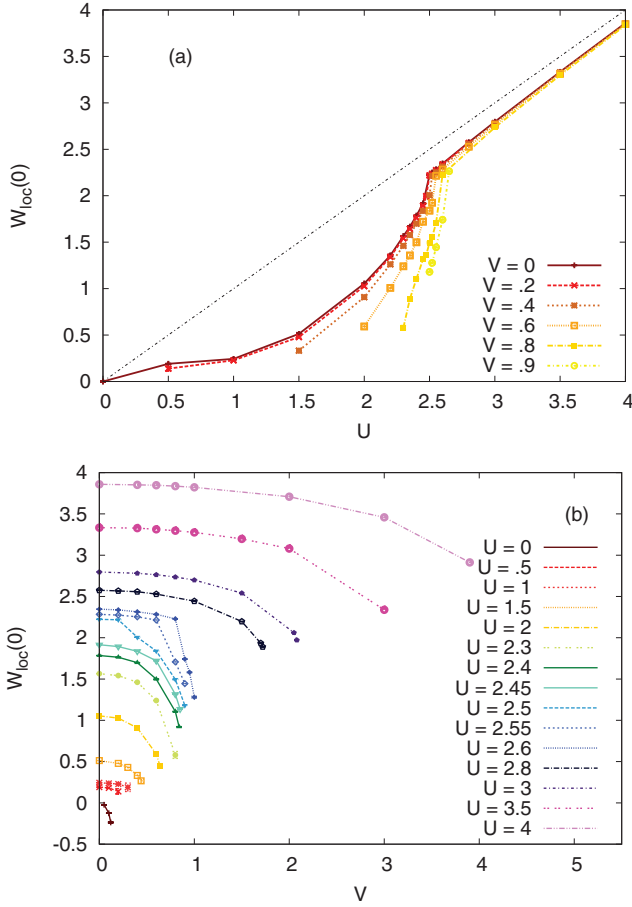 4
3.5
3
2.5
2
1.5
1
0.5
0
W_loc(0)
(a)
V = 0
V = .2
V = .4
V = .6
V = .8
V = .9
0 0.5 1 1.5 2 2.5 3 3.5 4
U
4
3.5
3
2.5
2
1.5
1
0.5
0
-0.5
W_loc(0)
(b)
U = 0
U = .5
U = 1
U = 1.5
U = 2
U = 2.3
U = 2.4
U = 2.45
U = 2.5
U = 2.55
U = 2.6
U = 2.8
U = 3
U = 3.5
U = 4
0 1 2 3 4 5
V